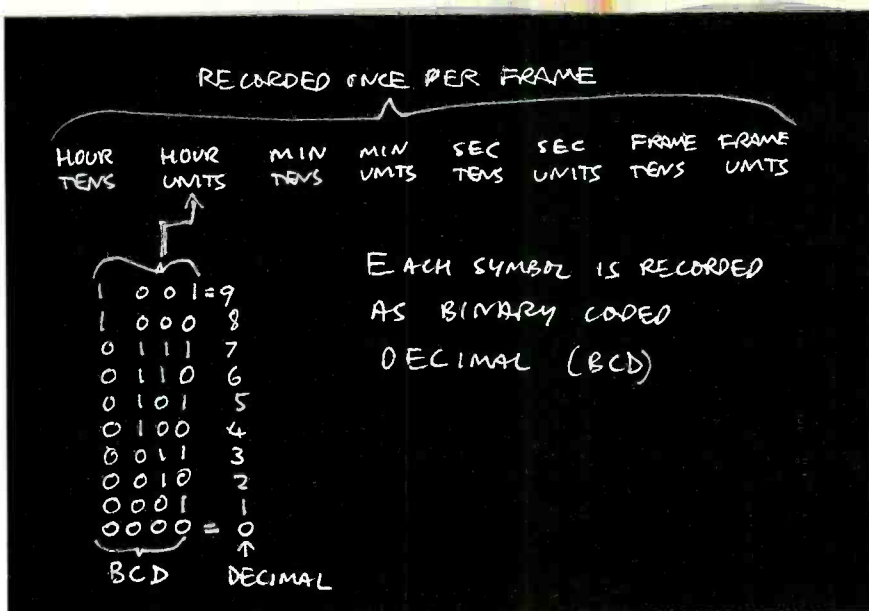 RECORDED ONCE PER FRAME
HOUR TENS HOUR UNITS MIN TENS MIN UNITS SEC TENS SEC UNITS FRAME TENS FRAME UNITS
EACH SYMBOL IS RECORDED
AS BINARY CODED
DECIMAL (BCD)
1 0 0 1 = 9
1 0 0 0 8
0 1 1 1 7
0 1 1 0 6
0 1 0 1 5
0 1 0 0 4
0 0 1 1 3
0 0 1 0 2
0 0 0 1 1
0 0 0 0 = 0
BCD DECIMAL